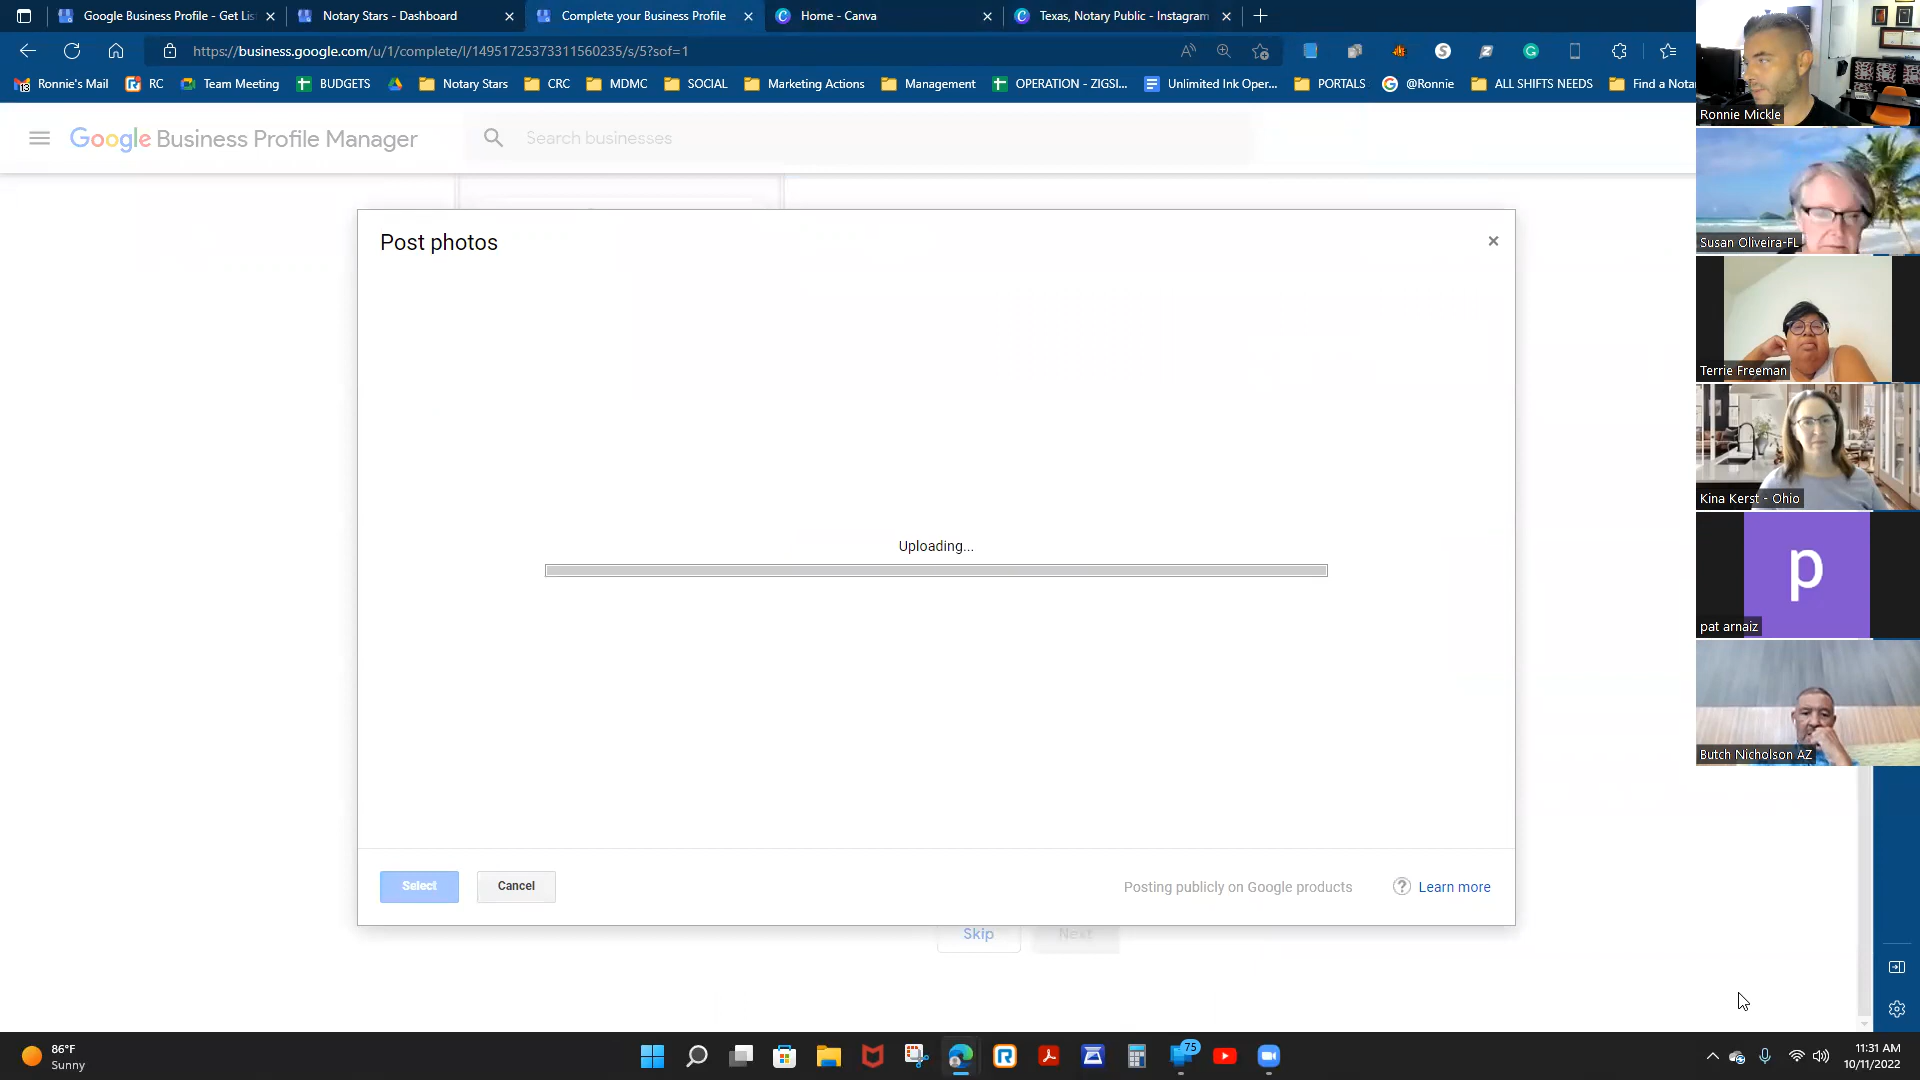 Google Business Profile - Get Lis
Notary Stars - Dashboard
Complete your Business Profile
Home - Canva
Texas, Notary Public - Instagram
https://business.google.com/u/1/complete/l/14951725373311560235/s/5?sof=1
Ronnie's Mail
RC
Team Meeting
BUDGETS
Notary Stars
CRC
MDMC
SOCIAL
Marketing Actions
Management
OPERATION - ZIGSI...
Unlimited Ink Oper...
PORTALS
@Ronnie
ALL SHIFTS NEEDS
Find a Nota
Google Business Profile Manager
Search businesses
Post photos
Uploading...
Select
Cancel
Posting publicly on Google products
Learn more
Skip
Next
Ronnie Mickle
Susan Oliveira-FL
Terrie Freeman
Kina Kerst - Ohio
p
pat arnaiz
Butch Nicholson AZ
86°F
Sunny
75
11:31 AM
10/11/2022